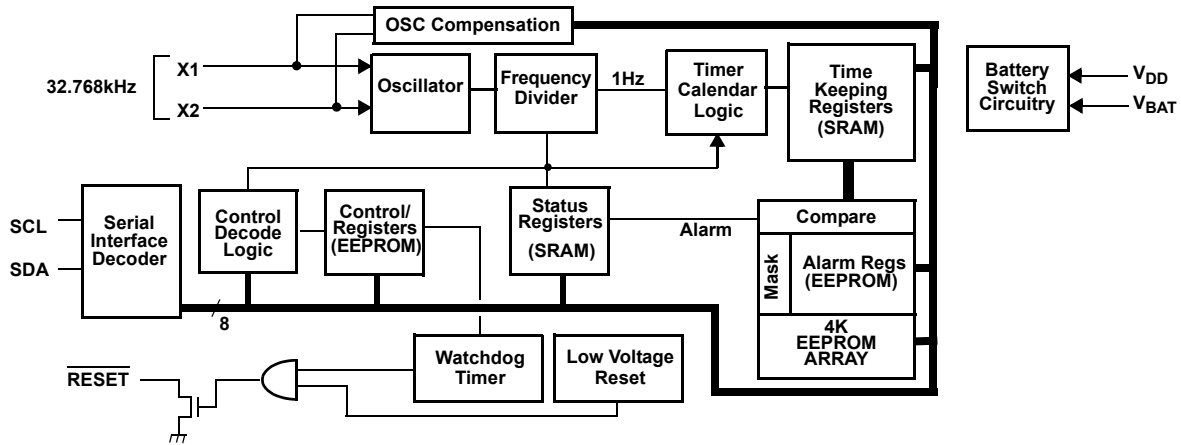 OSC Compensation
32.768kHz
X1
X2
Oscillator
Frequency
Divider
1Hz
Timer
Calendar
Logic
Time
Keeping
Registers
(SRAM)
Battery
Switch
Circuitry
VDD
VBAT
SCL
SDA
Serial
Interface
Decoder
Control
Decode
Logic
Control/
Registers
(EEPROM)
Status
Registers
(SRAM)
Alarm
Compare
Mask
Alarm Regs
(EEPROM)
4K
EEPROM
ARRAY
8
RESET
Watchdog
Timer
Low Voltage
Reset